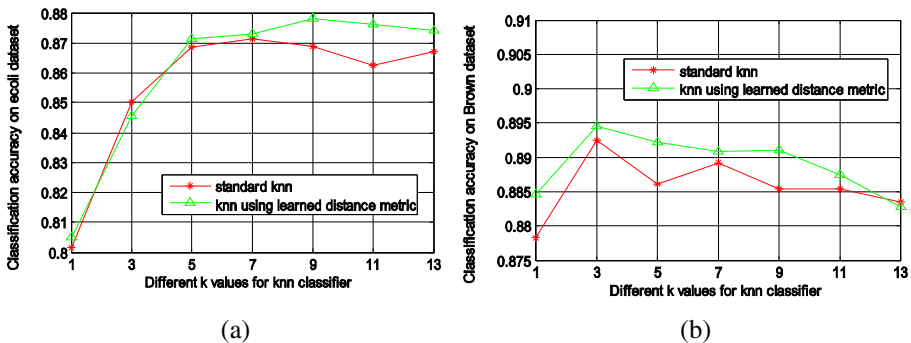 Classification accuracy on ecoli dataset
0.88
0.87
0.86
0.85
0.84
0.83
0.82
0.81
0.8
standard knn
knn using learned distance metric
1 3 5 7 9 11 13
Different k values for knn classifier
(a)
Classification accuracy on Brown dataset
0.91
0.905
0.9
0.895
0.89
0.885
0.88
0.875
standard knn
knn using learned distance metric
1 3 5 7 9 11 13
Different k values for knn classifier
(b)